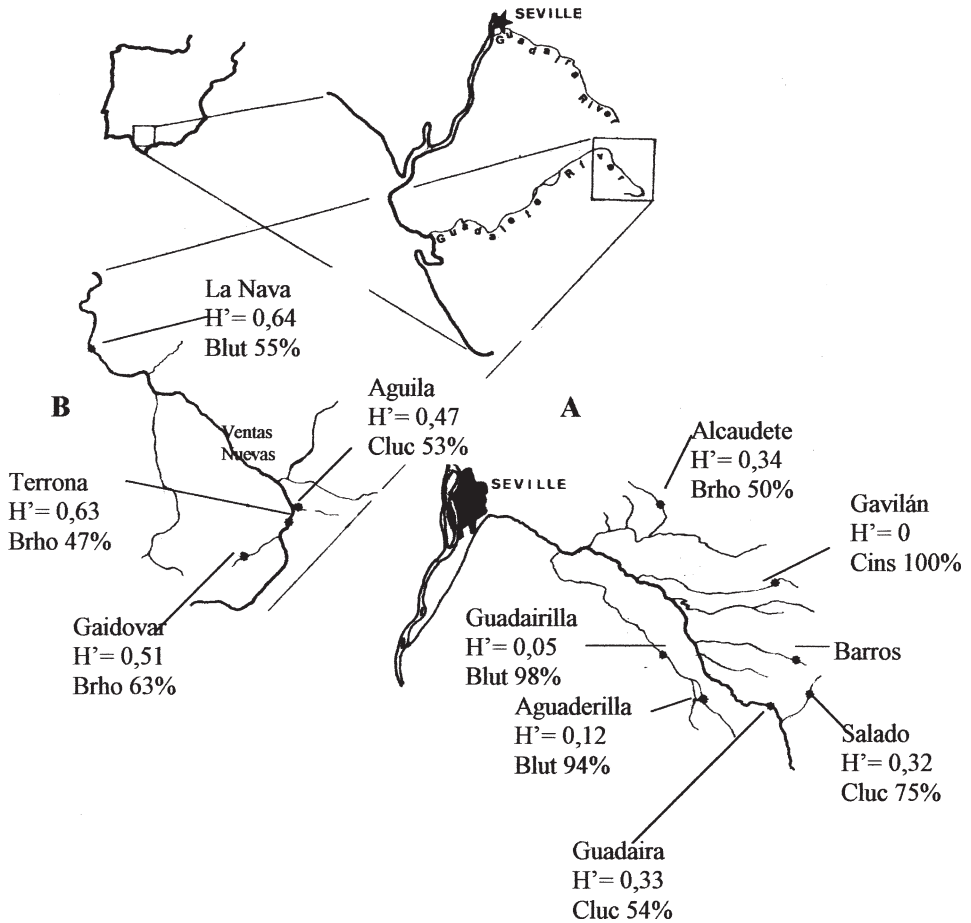 SEVILLE
Guadaira River
Guadalete River
La Nava
H'= 0,64
Blut 55%
B
Ventas
Nuevas
Aguila
H'= 0,47
Cluc 53%
Terrona
H'= 0,63
Brho 47%
Gaidovar
H'= 0,51
Brho 63%
A
SEVILLE
Alcaudete
H'= 0,34
Brho 50%
Gavilán
H'= 0
Cins 100%
Guadairilla
H'= 0,05
Blut 98%
Barros
Aguaderilla
H'= 0,12
Blut 94%
Salado
H'= 0,32
Cluc 75%
Guadaira
H'= 0,33
Cluc 54%